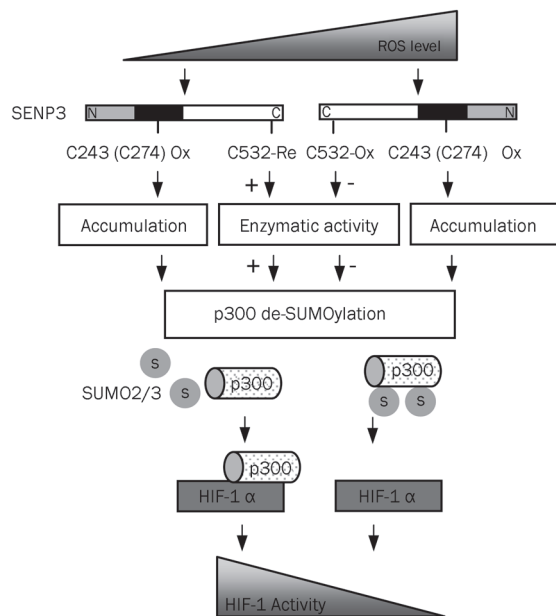 ROS level
SENP3 N C C N
C243 (C274) Ox C532-Re C532-Ox C243 (C274) Ox
+ -
Accumulation Enzymatic activity Accumulation
+ -
p300 de-SUMOylation
S
SUMO2/3 S p300 p300
S S
p300
HIF-1 α HIF-1 α
HIF-1 Activity